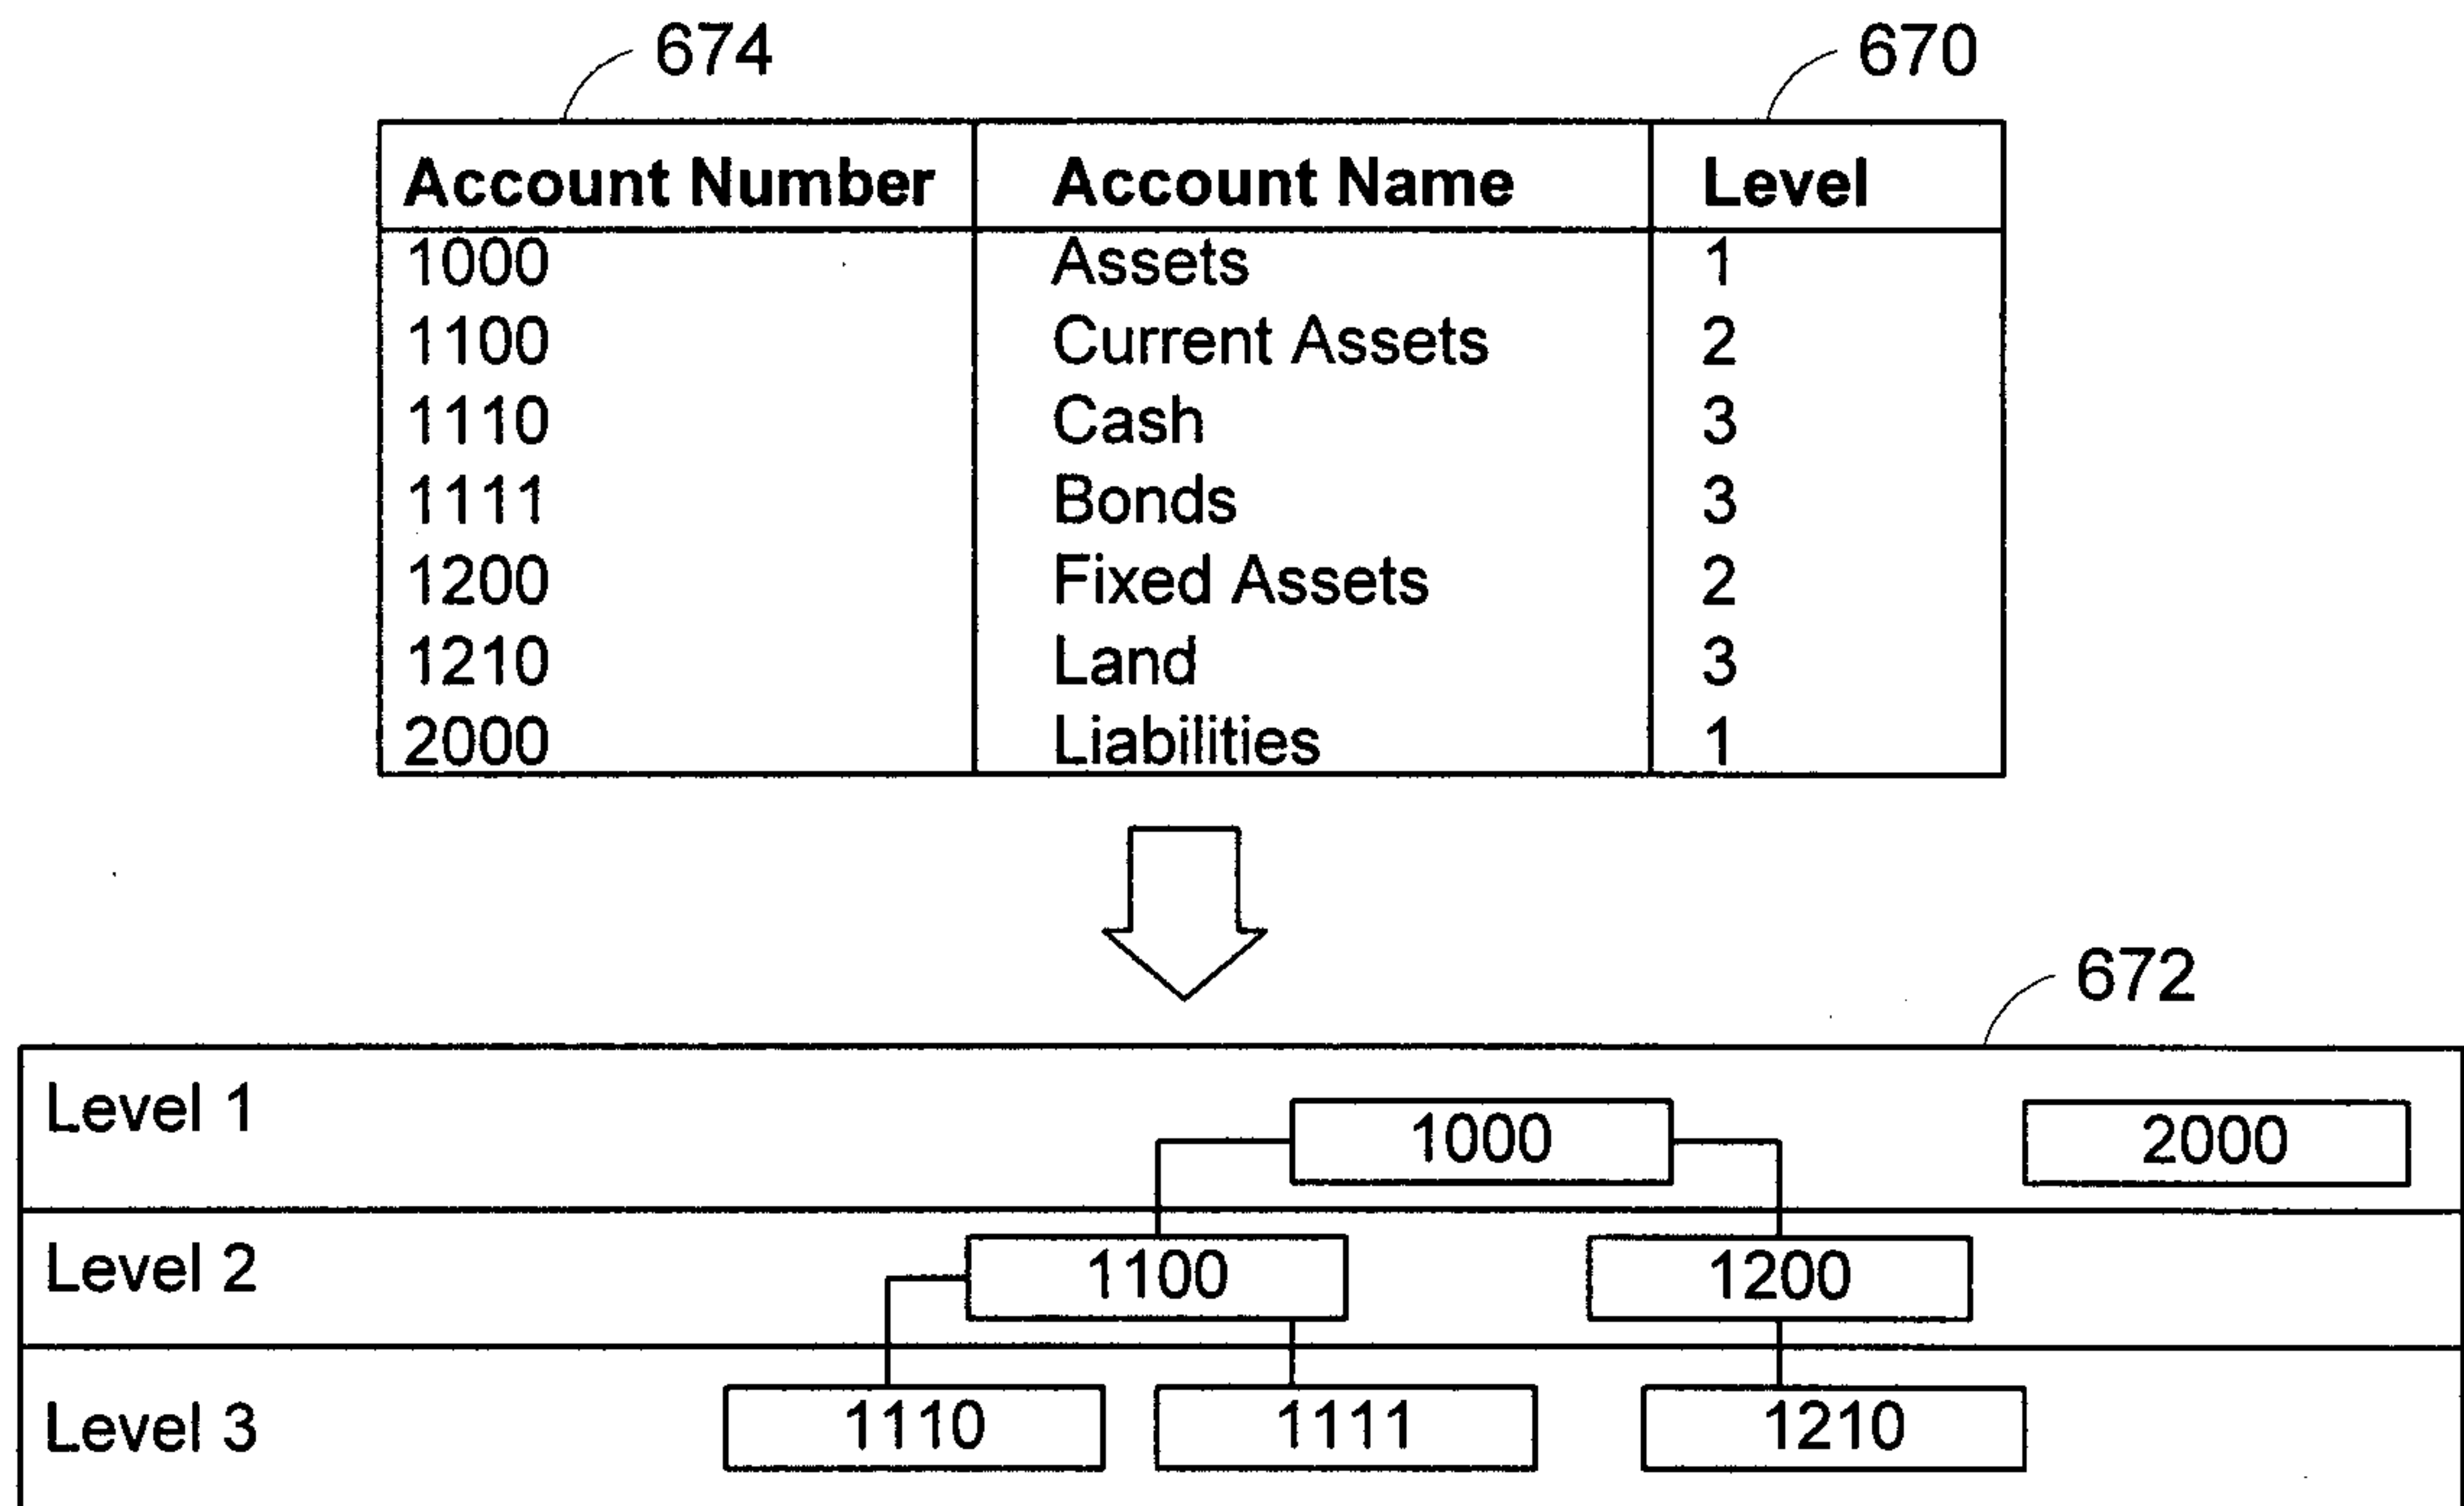 674 670
Account Number Account Name Level
1000 Assets 1
1100 Current Assets 2
1110 Cash 3
1111 Bonds 3
1200 Fixed Assets 2
1210 Land 3
2000 Liabilities 1
672
Level 1 1000 2000
Level 2 1100 1200
Level 3 1110 1111 1210